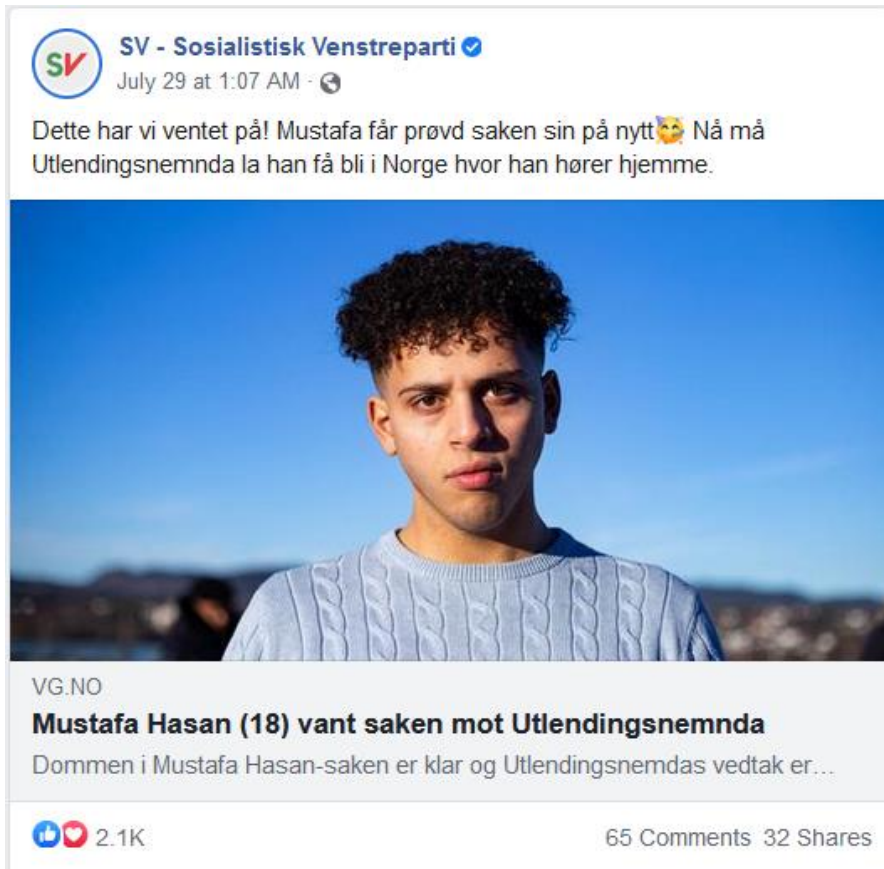 SV
SV - Sosialistisk Venstreparti
July 29 at 1:07 AM ·
Dette har vi ventet på! Mustafa får prøvd saken sin på nytt🥳 Nå må
Utlendingsnemnda la han få bli i Norge hvor han hører hjemme.
VG.NO
Mustafa Hasan (18) vant saken mot Utlendingsnemnda
Dommen i Mustafa Hasan-saken er klar og Utlendingsnemdas vedtak er...
2.1K
65 Comments 32 Shares